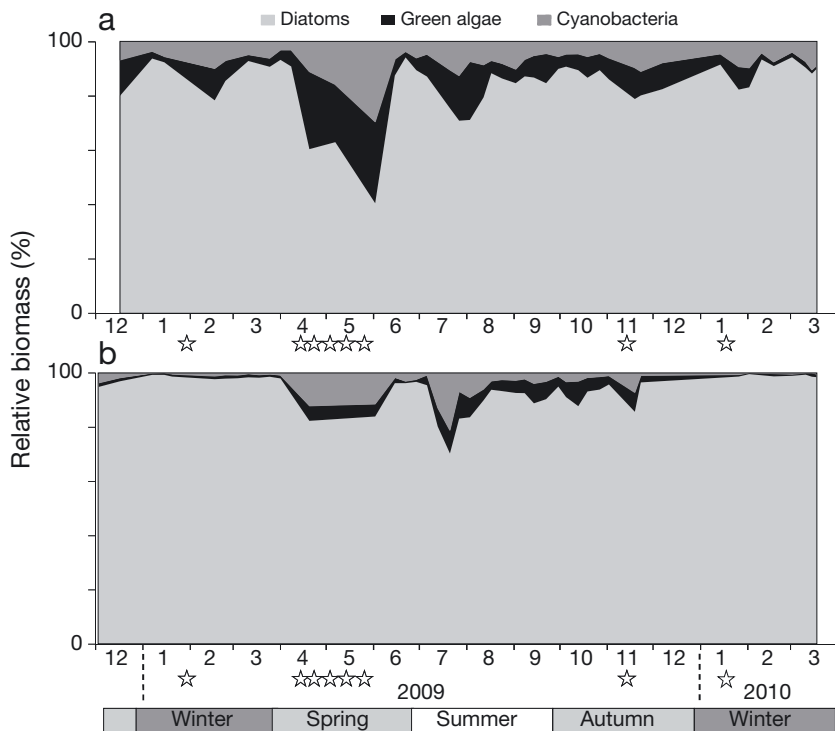 Diatoms Green algae Cyanobacteria
a
100
0
12 1 2 3 4 5 6 7 8 9 10 11 12 1 2 3
b
100
0
12 1 2 3 4 5 6 7 8 9 10 11 12 1 2 3
Relative biomass (%)
2009 2010
Winter Spring Summer Autumn Winter